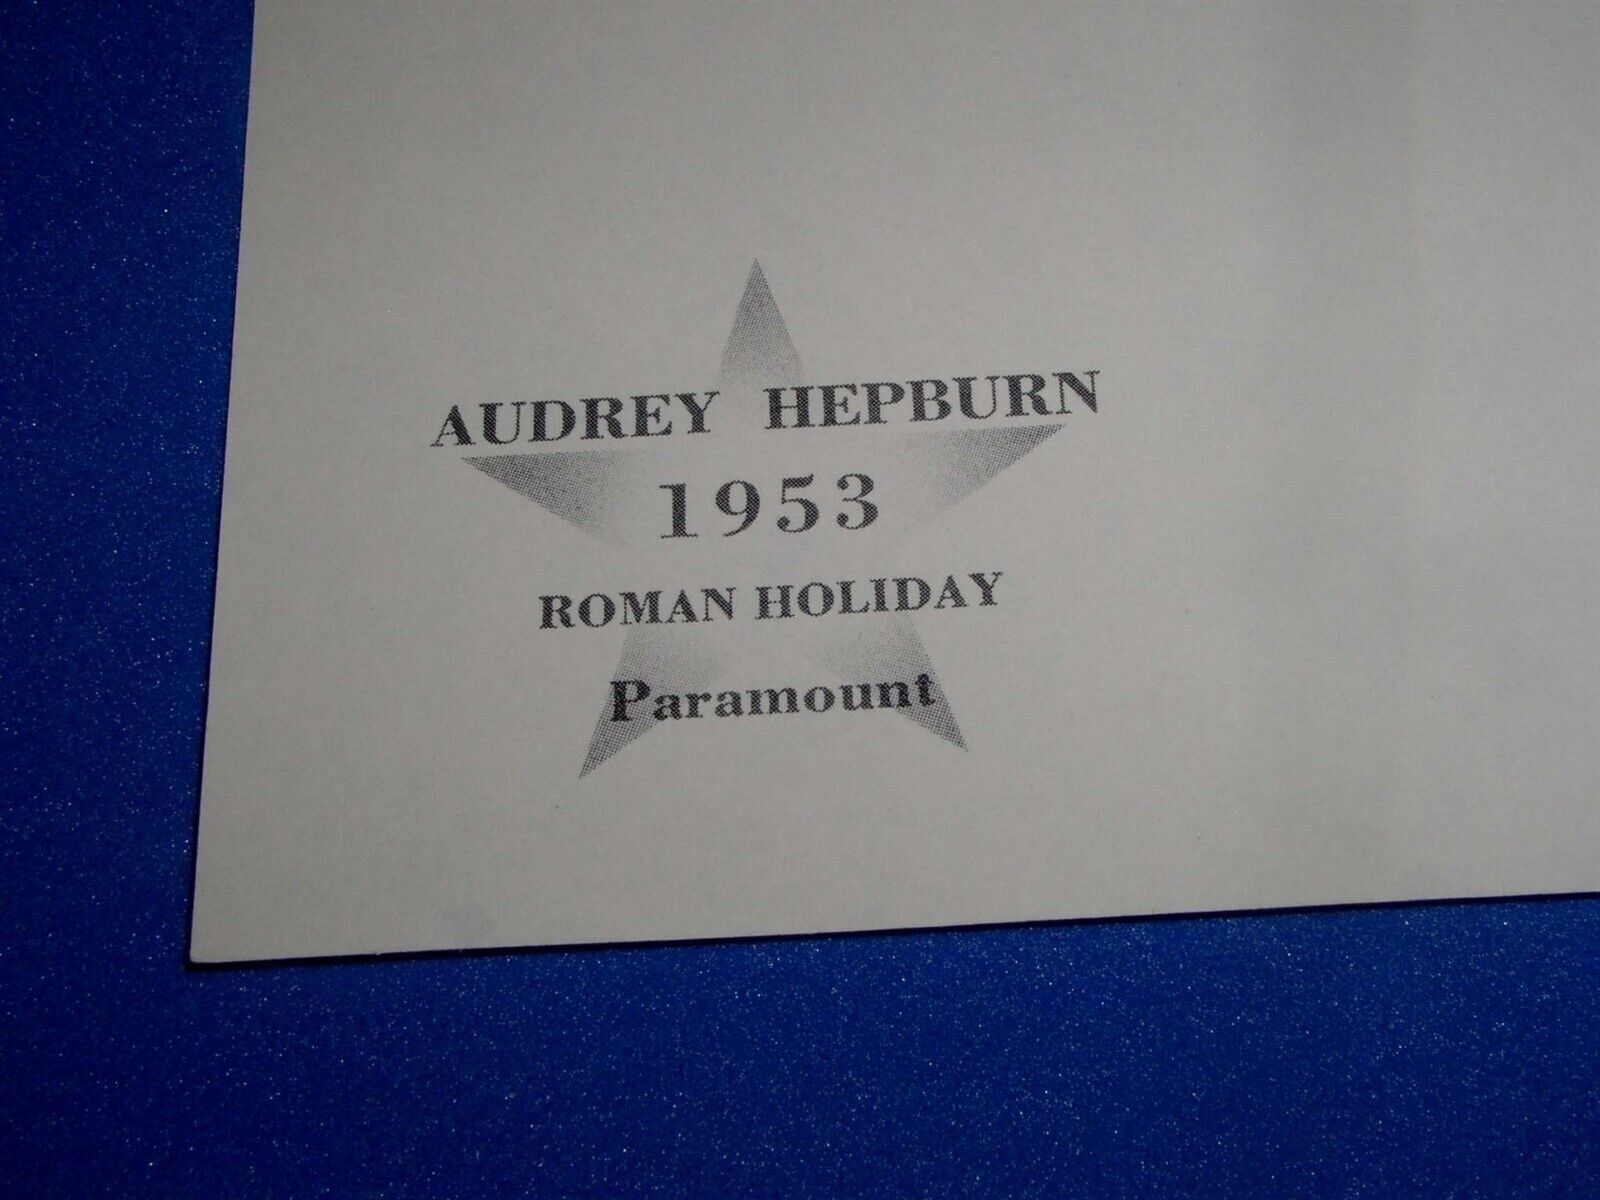 AUDREY HEPBURN
1953
ROMAN HOLIDAY
Paramount